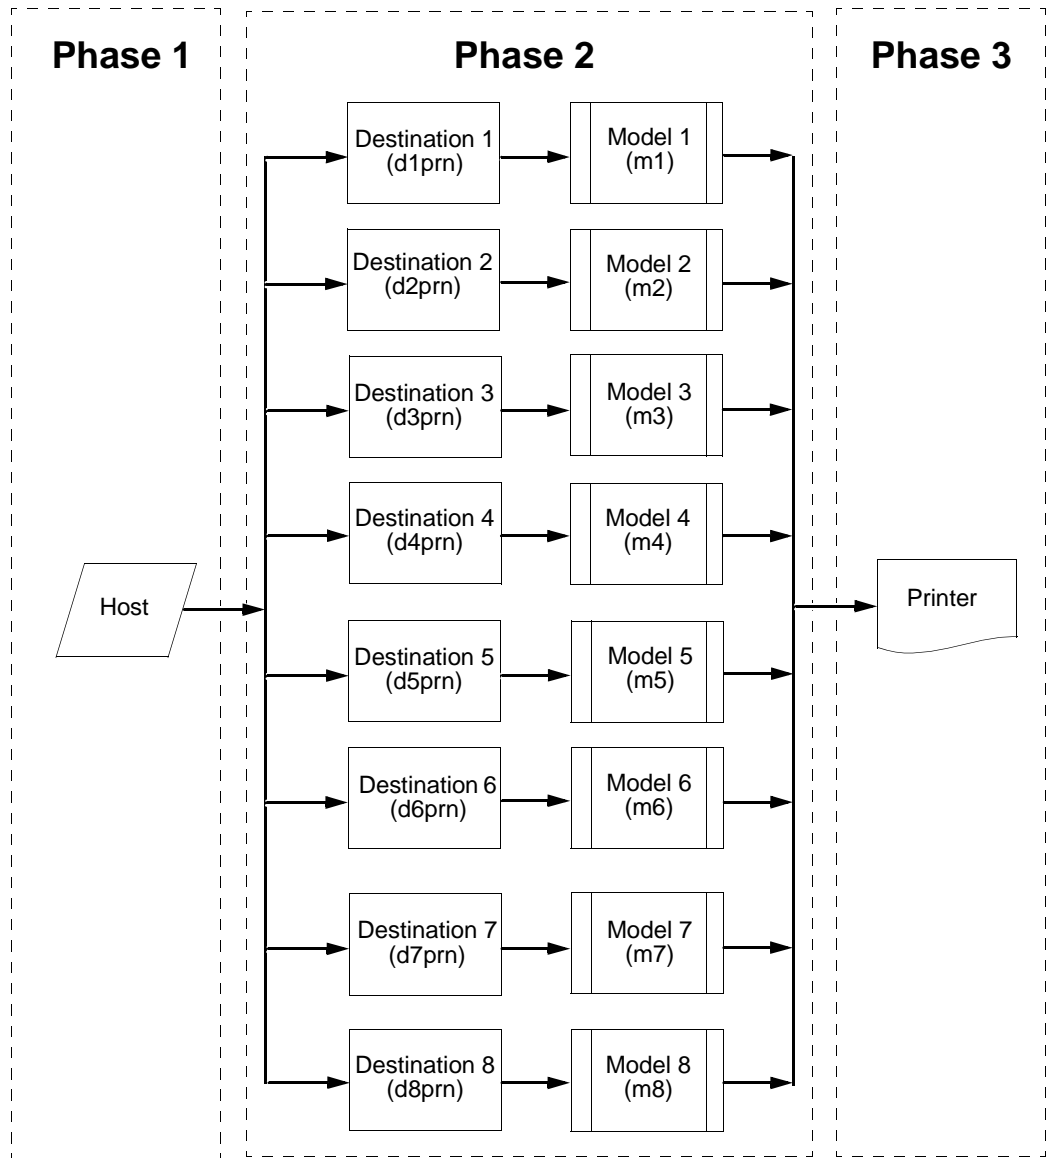 Phase 1
Phase 2
Phase 3
Destination 1
(d1prn)
Model 1
(m1)
Destination 2
(d2prn)
Model 2
(m2)
Destination 3
(d3prn)
Model 3
(m3)
Destination 4
(d4prn)
Model 4
(m4)
Host
Printer
Destination 5
(d5prn)
Model 5
(m5)
Destination 6
(d6prn)
Model 6
(m6)
Destination 7
(d7prn)
Model 7
(m7)
Destination 8
(d8prn)
Model 8
(m8)